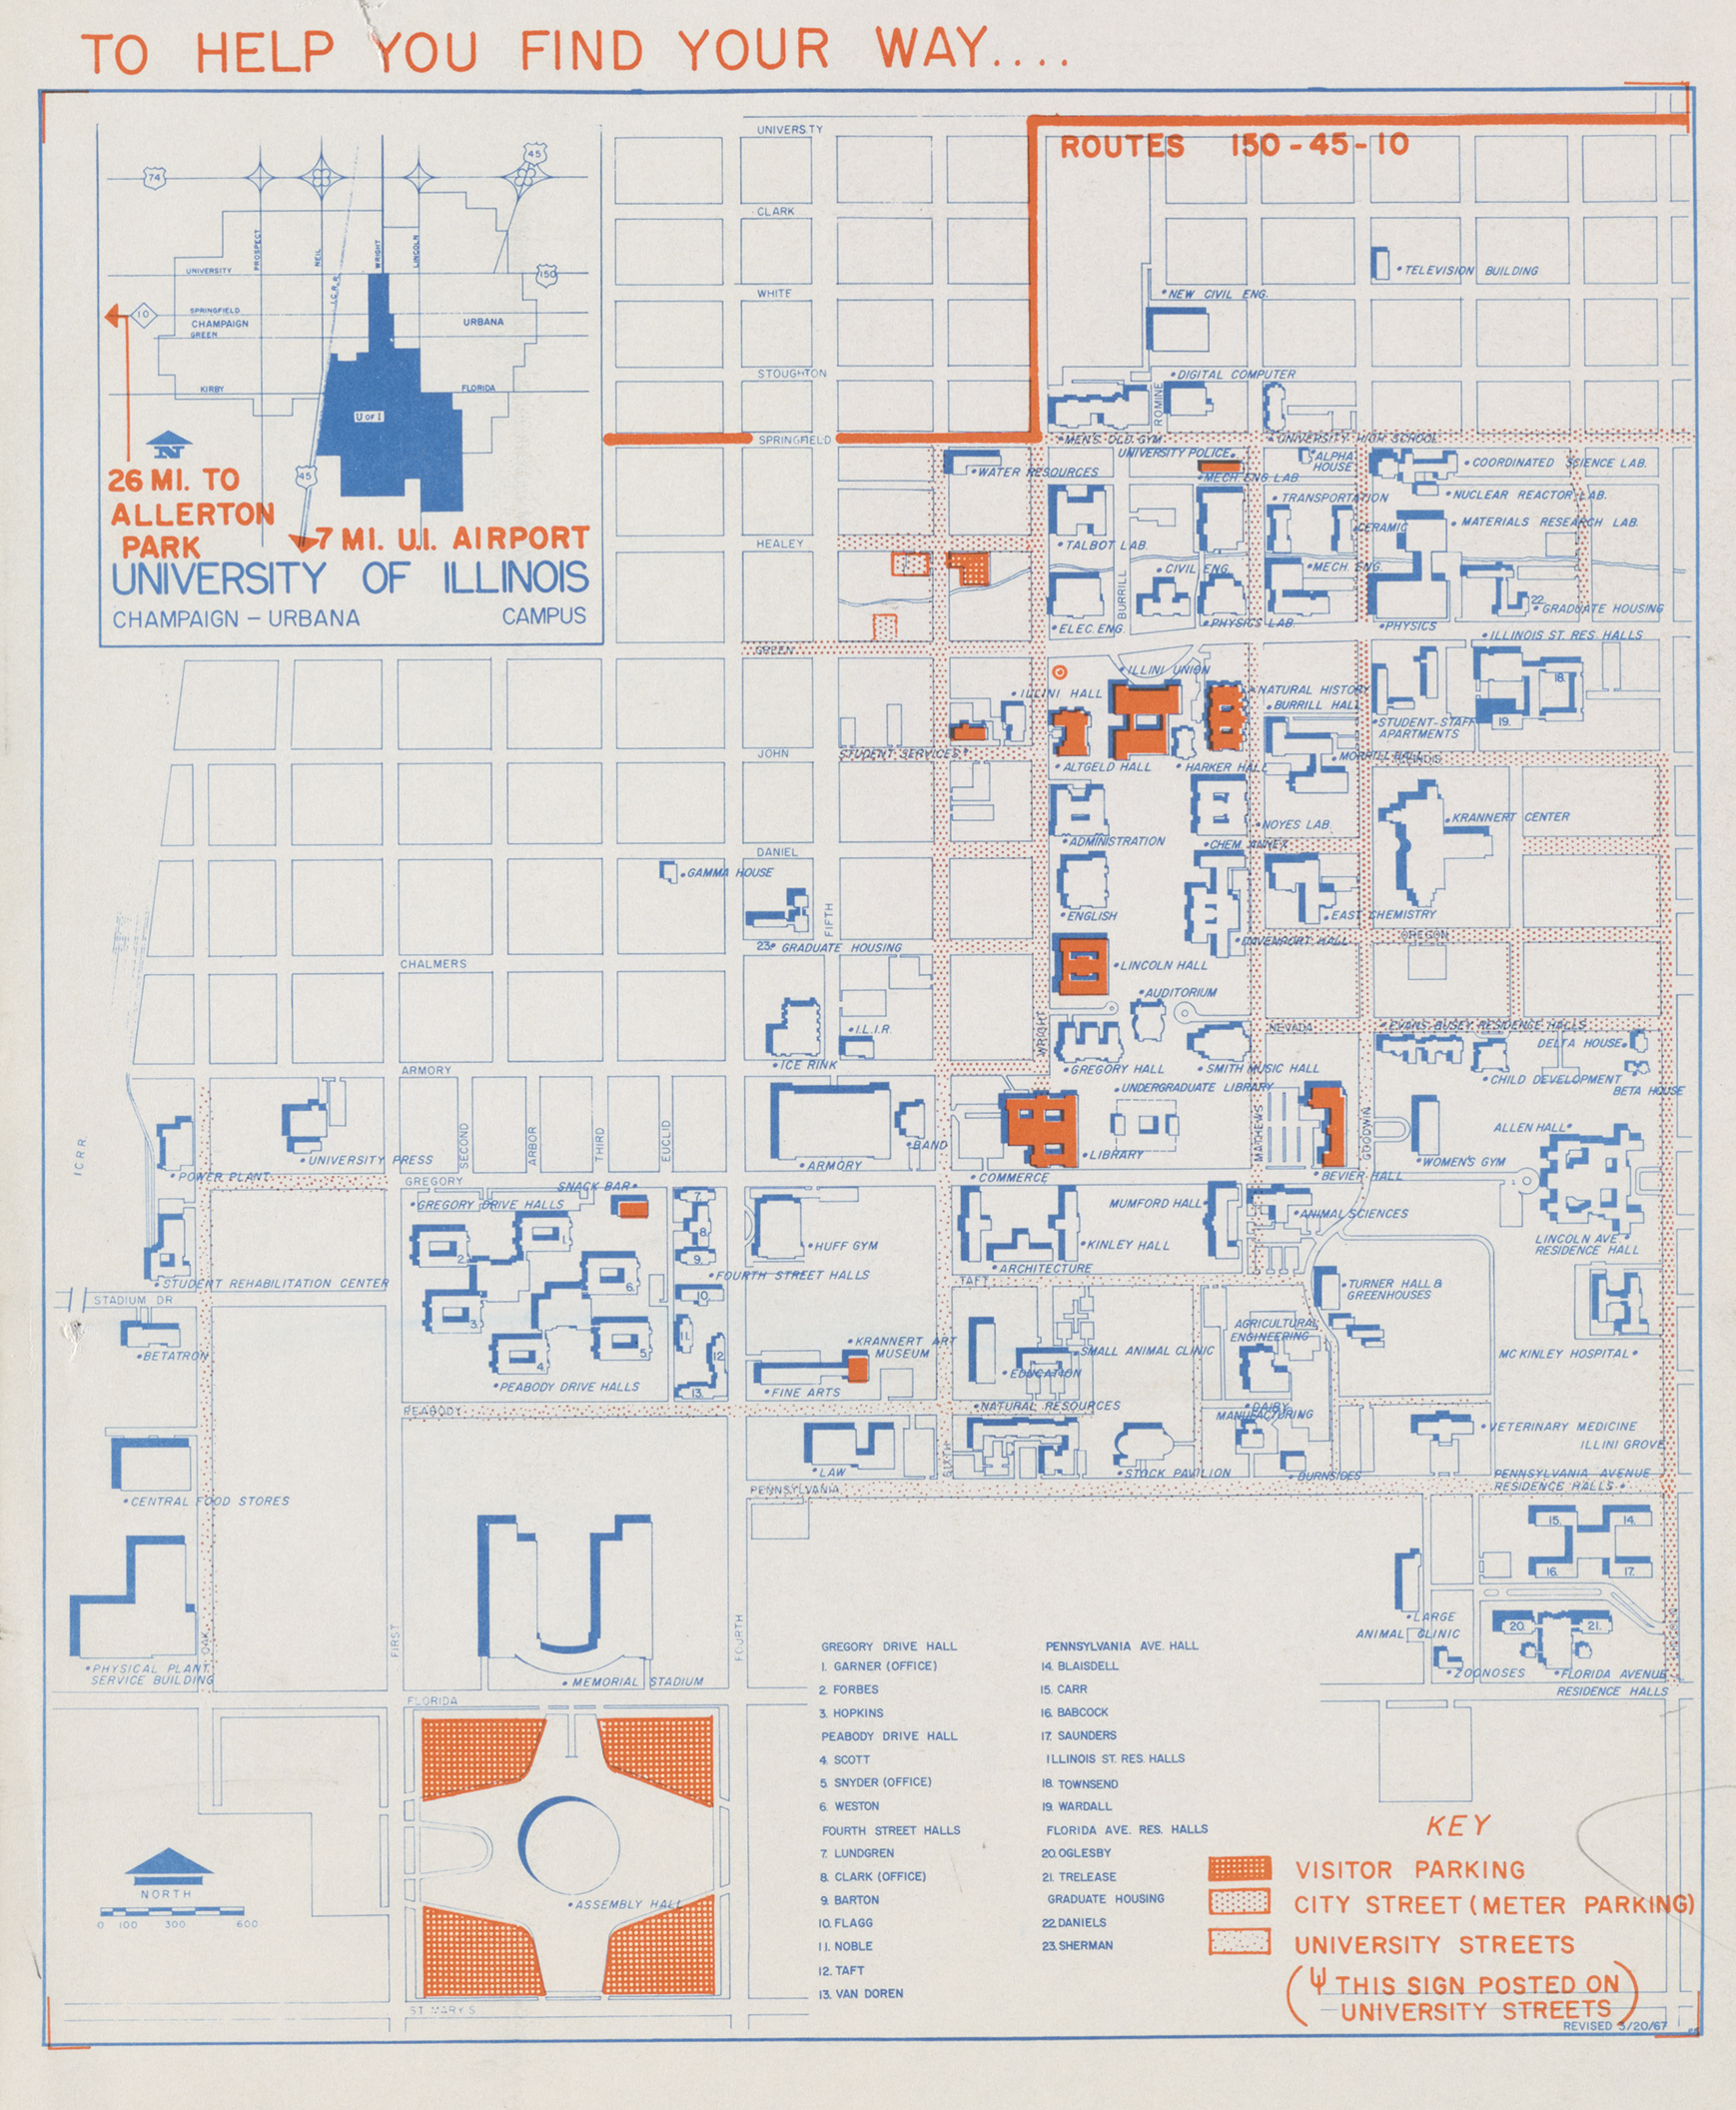 TO HELP YOU FIND YOUR WAY....
ROUTES 150-45-10
74
45
PROSPECT
NEIL
I.C.R.R.
WRIGHT
LINCOLN
UNIVERSITY
150
10
SPRINGFIELD
CHAMPAIGN
GREEN
URBANA
KIRBY
FLORIDA
U OF I
N
45
26 MI. TO
ALLERTON
PARK
7 MI. U.I. AIRPORT
UNIVERSITY OF ILLINOIS
CHAMPAIGN – URBANA CAMPUS
UNIVERSITY
CLARK
WHITE
STOUGHTON
SPRINGFIELD
HEALEY
GREEN
JOHN
DANIEL
CHALMERS
ARMORY
GREGORY
STADIUM DR
PEABODY
PENNSYLVANIA
FLORIDA
ST. MARY'S
TELEVISION BUILDING
NEW CIVIL ENG.
DIGITAL COMPUTER
ROMINE
MEN'S OLD GYM
UNIVERSITY HIGH SCHOOL
UNIVERSITY POLICE
ALPHA
HOUSE
COORDINATED SCIENCE LAB.
WATER RESOURCES
MECH. ENG. LAB.
NUCLEAR REACTOR LAB.
TRANSPORTATION
CERAMIC
MATERIALS RESEARCH LAB.
TALBOT LAB.
BURRILL
CIVIL ENG.
MECH. ENG.
22.
GRADUATE HOUSING
ELEC. ENG.
PHYSICS LAB.
PHYSICS
ILLINOIS ST. RES. HALLS
ILLINI UNION
ILLINI HALL
NATURAL HISTORY
BURRILL HALL
18.
19.
STUDENT-STAFF
APARTMENTS
STUDENT SERVICES
ALTGELD HALL
HARKER HALL
MORRILL HALL
ILLINOIS
KRANNERT CENTER
NOYES LAB.
ADMINISTRATION
CHEM. ANNEX
ENGLISH
EAST CHEMISTRY
DAVENPORT HALL
OREGON
GAMMA HOUSE
FIFTH
23. GRADUATE HOUSING
LINCOLN HALL
AUDITORIUM
WRIGHT
NEVADA
EVANS-BUSEY RESIDENCE HALLS
DELTA HOUSE
I.L.I.R.
ICE RINK
GREGORY HALL
SMITH MUSIC HALL
CHILD DEVELOPMENT
BETA HOUSE
UNDERGRADUATE LIBRARY
MATHEWS
GOODWIN
ALLEN HALL
I.C.R.R.
SECOND
ARBOR
THIRD
EUCLID
BAND
ARMORY
LIBRARY
COMMERCE
BEVIER HALL
WOMEN'S GYM
UNIVERSITY PRESS
POWER PLANT
SNACK BAR
GREGORY DRIVE HALLS
7.
8.
9.
10.
11.
12
13.
1.
2.
3.
4.
5.
6.
HUFF GYM
FOURTH STREET HALLS
MUMFORD HALL
KINLEY HALL
ARCHITECTURE
TAFT
ANIMAL SCIENCES
LINCOLN AVE.
RESIDENCE HALL
TURNER HALL &
GREENHOUSES
STUDENT REHABILITATION CENTER
BETATRON
PEABODY DRIVE HALLS
KRANNERT ART
MUSEUM
FINE ARTS
AGRICULTURAL
ENGINEERING
SMALL ANIMAL CLINIC
EDUCATION
MC KINLEY HOSPITAL
NATURAL RESOURCES
DAIRY
MANUFACTURING
VETERINARY MEDICINE
ILLINI GROVE
LAW
SIXTH
STOCK PAVILION
BURNSIDES
PENNSYLVANIA AVENUE
RESIDENCE HALLS
CENTRAL FOOD STORES
15.
14.
16.
17.
OAK
FIRST
FOURTH
LARGE
ANIMAL CLINIC
20.
21.
ZOONOSES
FLORIDA AVENUE
RESIDENCE HALLS
PHYSICAL PLANT
SERVICE BUILDING
MEMORIAL STADIUM
ASSEMBLY HALL
NORTH
0 100 300 600
GREGORY DRIVE HALL
1. GARNER (OFFICE)
2. FORBES
3. HOPKINS
PEABODY DRIVE HALL
4. SCOTT
5. SNYDER (OFFICE)
6. WESTON
FOURTH STREET HALLS
7. LUNDGREN
8. CLARK (OFFICE)
9. BARTON
10. FLAGG
11. NOBLE
12. TAFT
13. VAN DOREN
PENNSYLVANIA AVE. HALL
14. BLAISDELL
15. CARR
16. BABCOCK
17. SAUNDERS
ILLINOIS ST. RES. HALLS
18. TOWNSEND
19. WARDALL
FLORIDA AVE. RES. HALLS
20. OGLESBY
21. TRELEASE
GRADUATE HOUSING
22. DANIELS
23. SHERMAN
KEY
VISITOR PARKING
CITY STREET (METER PARKING)
UNIVERSITY STREETS
(Ψ THIS SIGN POSTED ON
UNIVERSITY STREETS)
REVISED 3/20/67